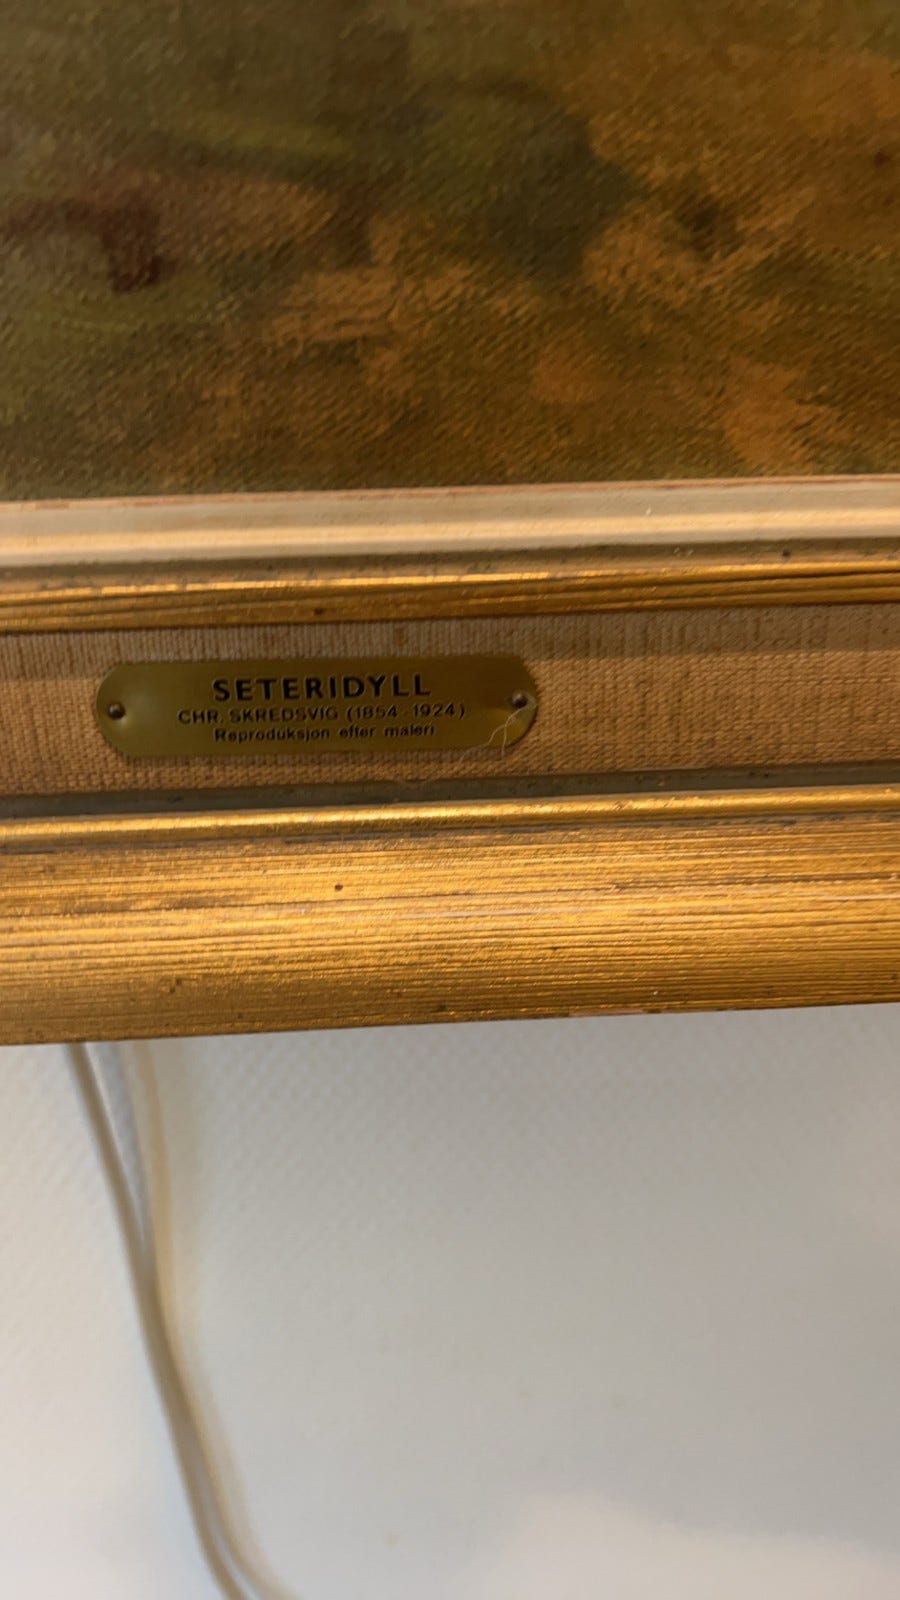 SETERIDYLL
CHR. SKREDSVIG (1854-1924)
Reproduksjon efter maleri